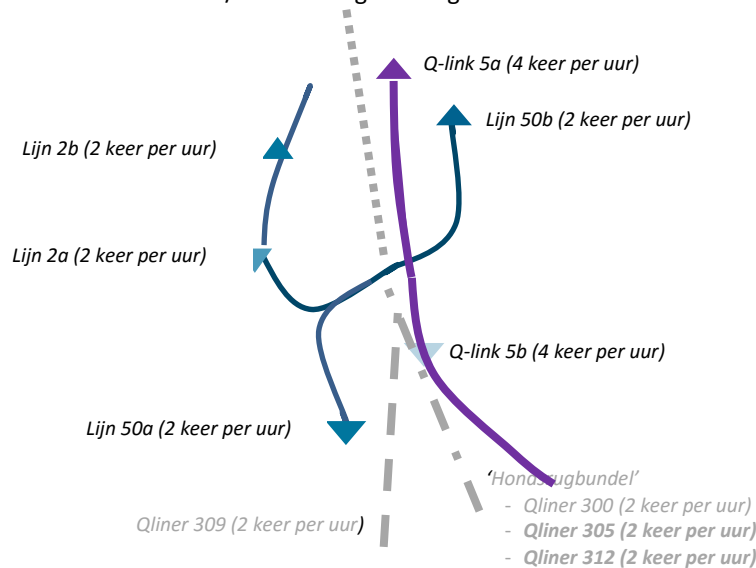 Q-link 5a (4 keer per uur)
Lijn 50b (2 keer per uur)
Lijn 2b (2 keer per uur)
Lijn 2a (2 keer per uur)
Q-link 5b (4 keer per uur)
Lijn 50a (2 keer per uur)
‘Hondsrugbundel’
- Qliner 300 (2 keer per uur)
Qliner 309 (2 keer per uur)
- Qliner 305 (2 keer per uur)
- Qliner 312 (2 keer per uur)